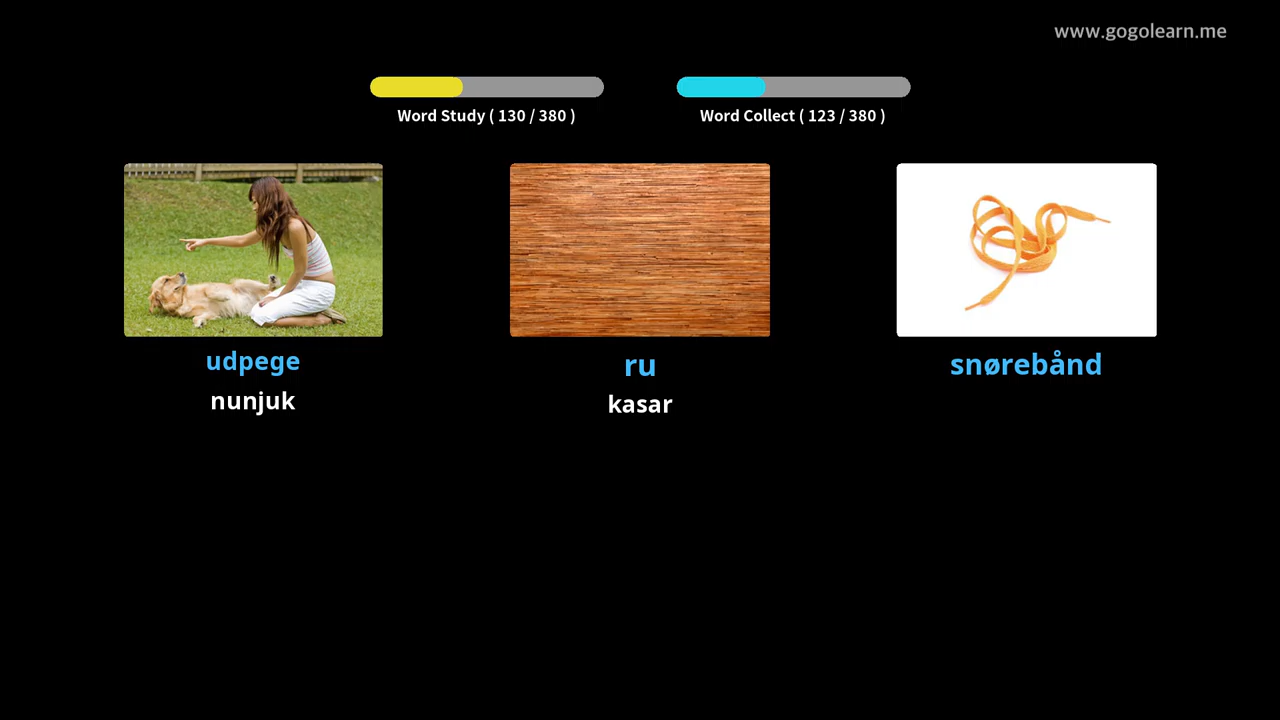 www.gogolearn.me
Word Study ( 130 / 380 )
Word Collect ( 123 / 380 )
udpege
nunjuk
ru
kasar
snørebånd